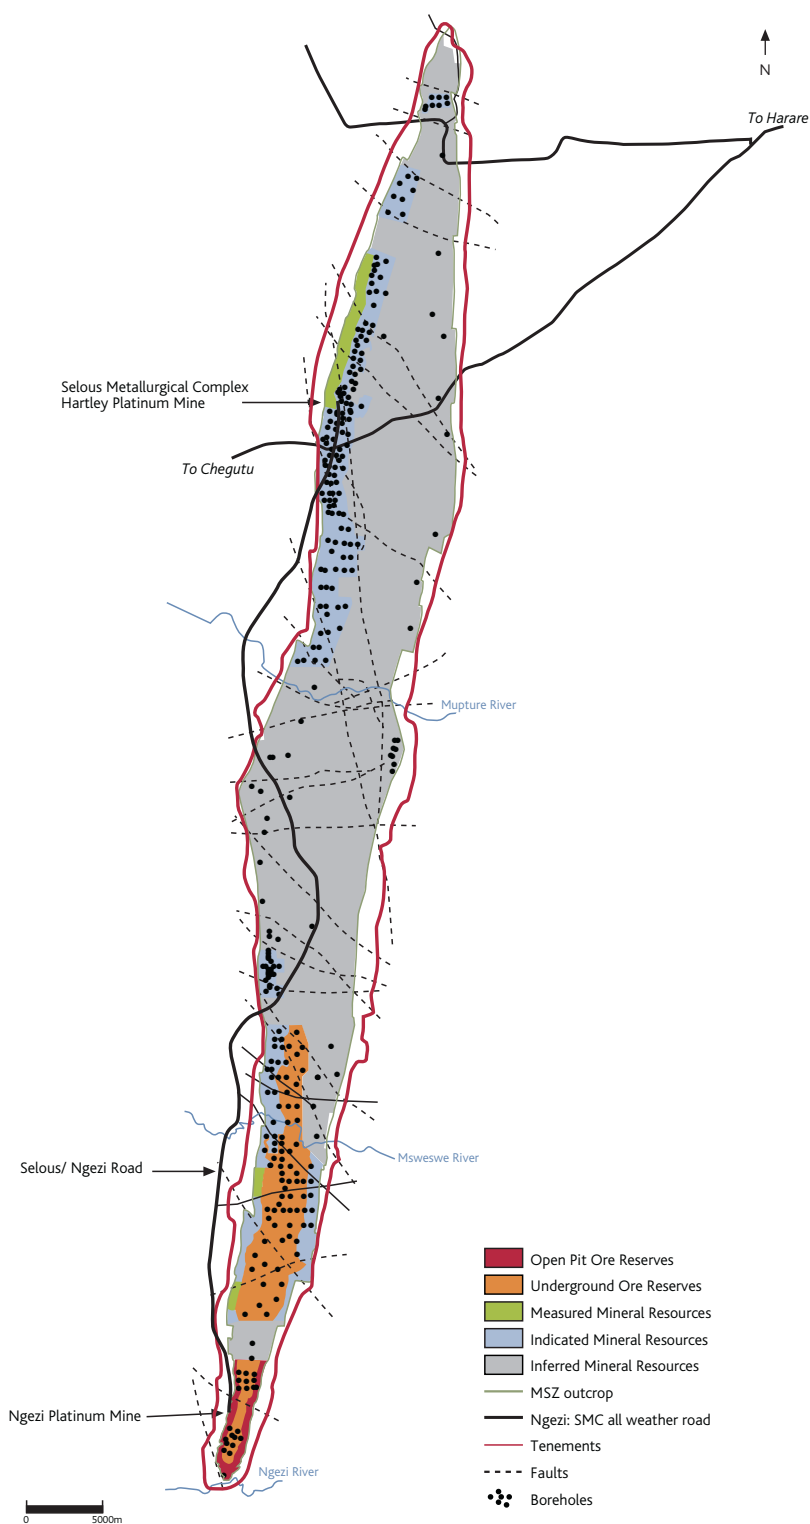 N
To Harare
Selous Metallurgical Complex
Hartley Platinum Mine
To Chegutu
Mupture River
Msweswe River
Selous/ Ngezi Road
Open Pit Ore Reserves
Underground Ore Reserves
Measured Mineral Resources
Indicated Mineral Resources
Inferred Mineral Resources
MSZ outcrop
Ngezi: SMC all weather road
Tenements
Faults
Boreholes
Ngezi Platinum Mine
Ngezi River
0 5000m